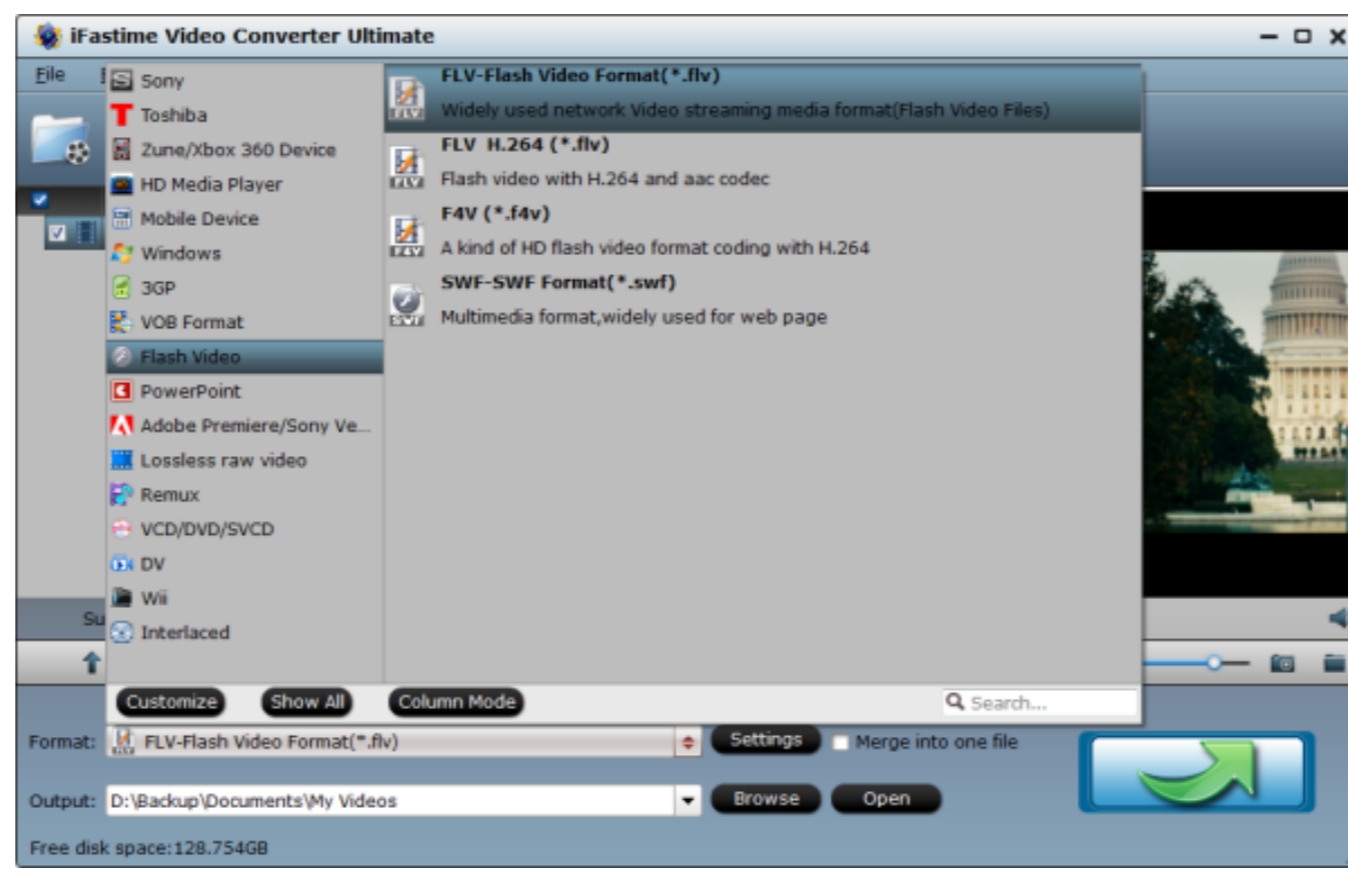 iFastime Video Converter Ultimate
File
Sony
Toshiba
Zune/Xbox 360 Device
HD Media Player
Mobile Device
Windows
3GP
VOB Format
Flash Video
PowerPoint
Adobe Premiere/Sony Ve...
Lossless raw video
Remux
VCD/DVD/SVCD
DV
Wii
Interlaced
FLV-Flash Video Format(*.flv)
Widely used network Video streaming media format(Flash Video Files)
FLV H.264 (*.flv)
Flash video with H.264 and aac codec
F4V (*.f4v)
A kind of HD flash video format coding with H.264
SWF-SWF Format(*.swf)
Multimedia format,widely used for web page
Su
Customize Show All Column Mode Search...
Format: FLV-Flash Video Format(*.flv) Settings Merge into one file
Output: D:\Backup\Documents\My Videos Browse Open
Free disk space:128.754GB